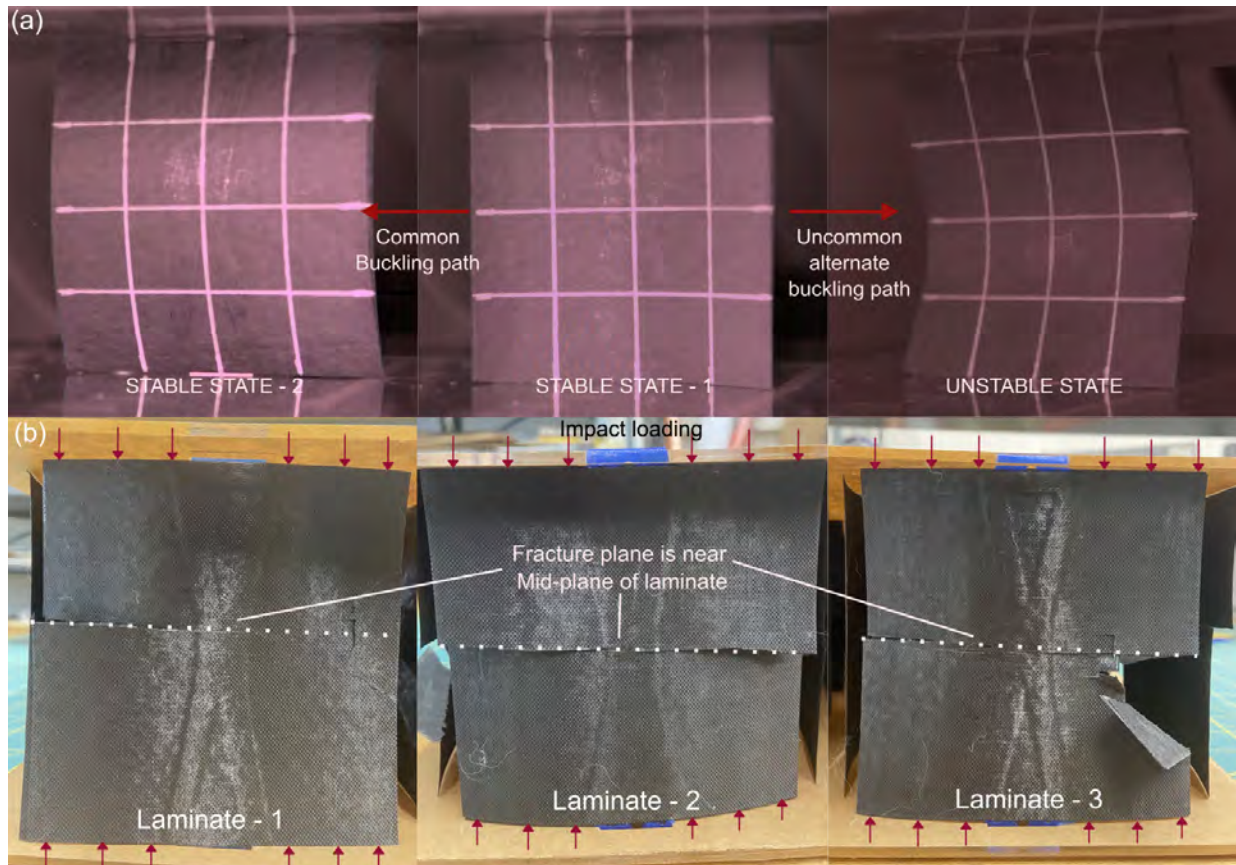 (a)
Common
Buckling path
Uncommon
alternate
buckling path
STABLE STATE - 2
STABLE STATE - 1
UNSTABLE STATE
(b)
Impact loading
Fracture plane is near
Mid-plane of laminate
Laminate - 1
Laminate - 2
Laminate - 3